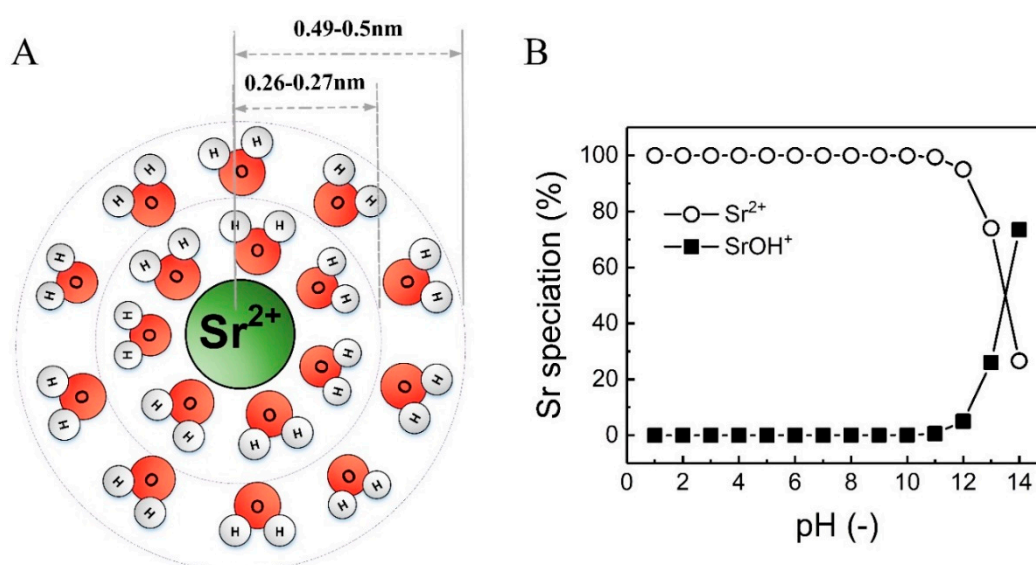 A
0.49-0.5nm
0.26-0.27nm
H H
O
H
H
O
O
H
H
H H
O
H
H
O
H
O
H
H
H
O
H
O
H
H
H
O
H
O
H
Sr2+
H
O
H
H
O
H
O
H
H
O
H
H
O
H
H
O
H H
H
O
H
H
O
H
O
H
H
O
H H
B
Sr speciation (%)
100
80
60
40
20
0
Sr2+
SrOH+
0 2 4 6 8 10 12 14
pH (-)